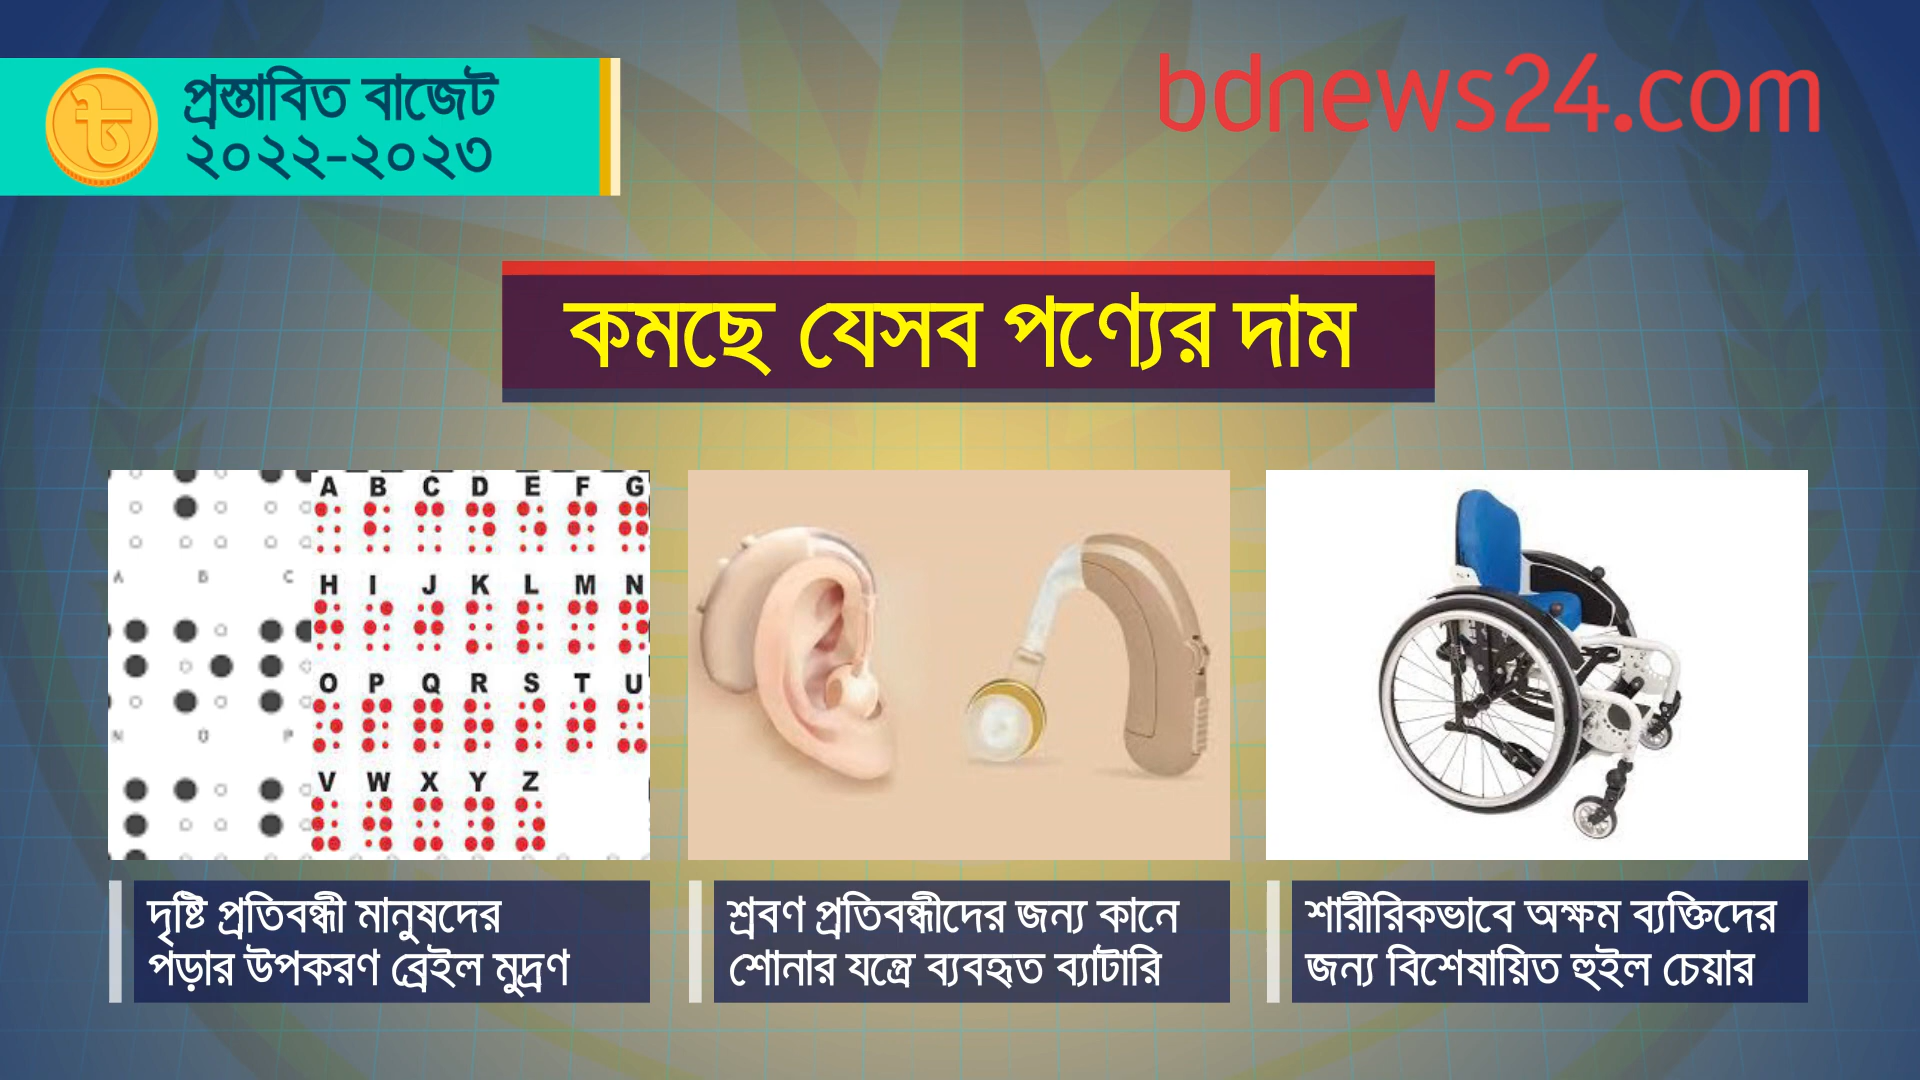 প্রস্তাবিত বাজেট
২০২২-২০২৩
bdnews24.com
কমছে যেসব পণ্যের দাম
A B C D E F G
A B C
H I J K L M N
O P Q R S T U
N O P
V W X Y Z
দৃষ্টি প্রতিবন্ধী মানুষদের
পড়ার উপকরণ ব্রেইল মুদ্রণ
শ্রবণ প্রতিবন্ধীদের জন্য কানে
শোনার যন্ত্রে ব্যবহৃত ব্যাটারি
শারীরিকভাবে অক্ষম ব্যক্তিদের
জন্য বিশেষায়িত হুইল চেয়ার